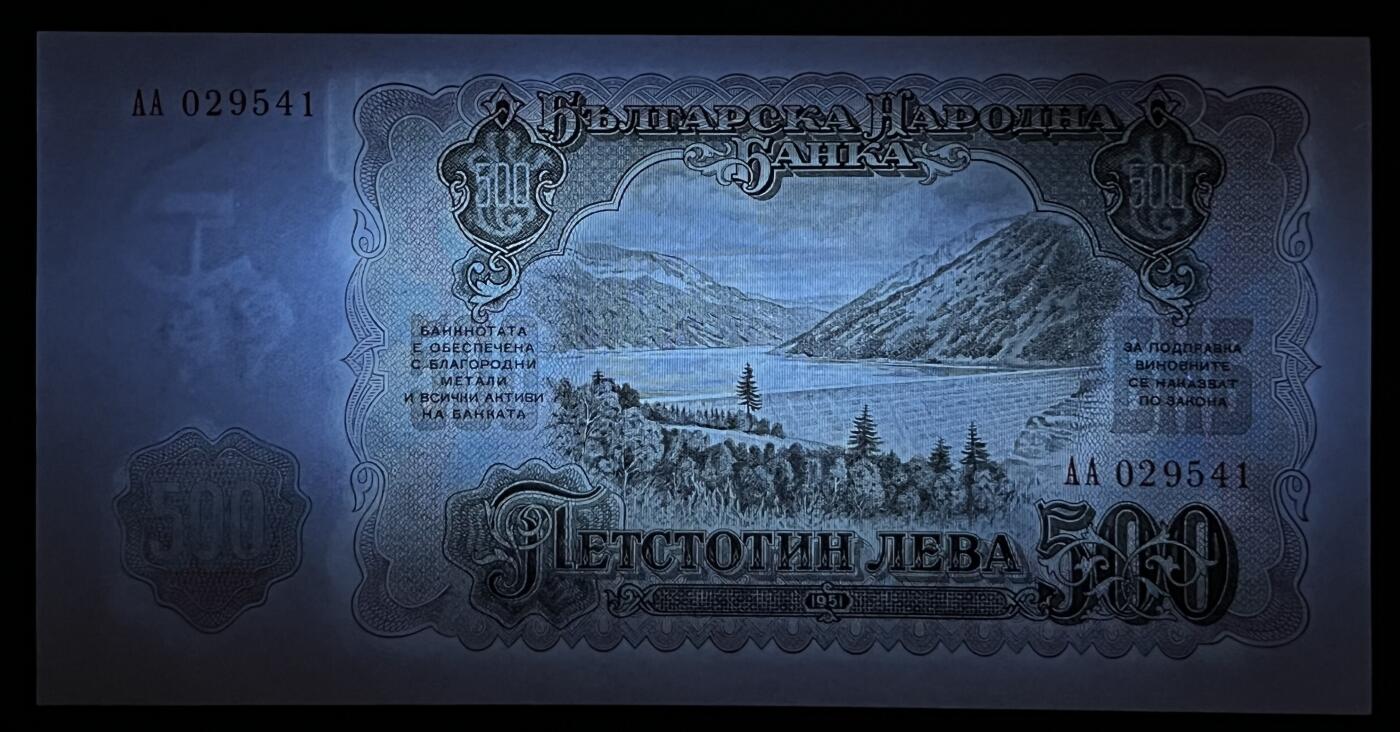 АА 029541
Българска Народна
Банка
500
500
БАНКНОТАТА
Е ОБЕСПЕЧЕНА
С БЛАГОРОДНИ
МЕТАЛИ
И ВСИЧКИ АКТИВИ
НА БАНКАТА
ЗА ПОДПРАВКА
ВИНОВНИТЕ
СЕ НАКАЗВАТ
ПО ЗАКОНА
БНБ
АА 029541
500
ПЕТСТОТИН ЛЕВА
500
1951